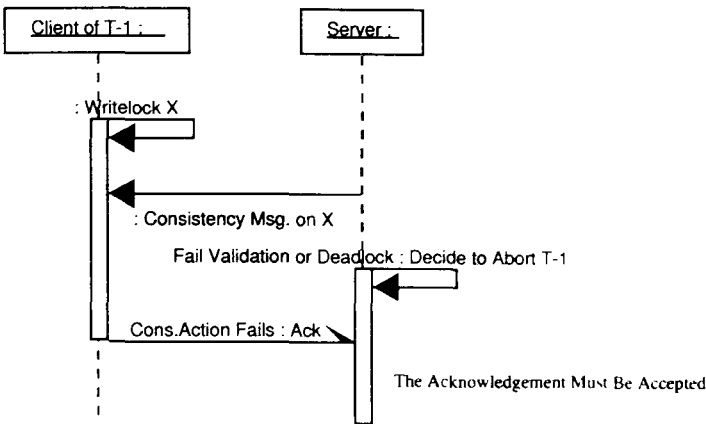 Client of T-1 :
Server :
: Writelock X
: Consistency Msg. on X
Fail Validation or Deadlock : Decide to Abort T-1
Cons.Action Fails : Ack
The Acknowledgement Must Be Accepted